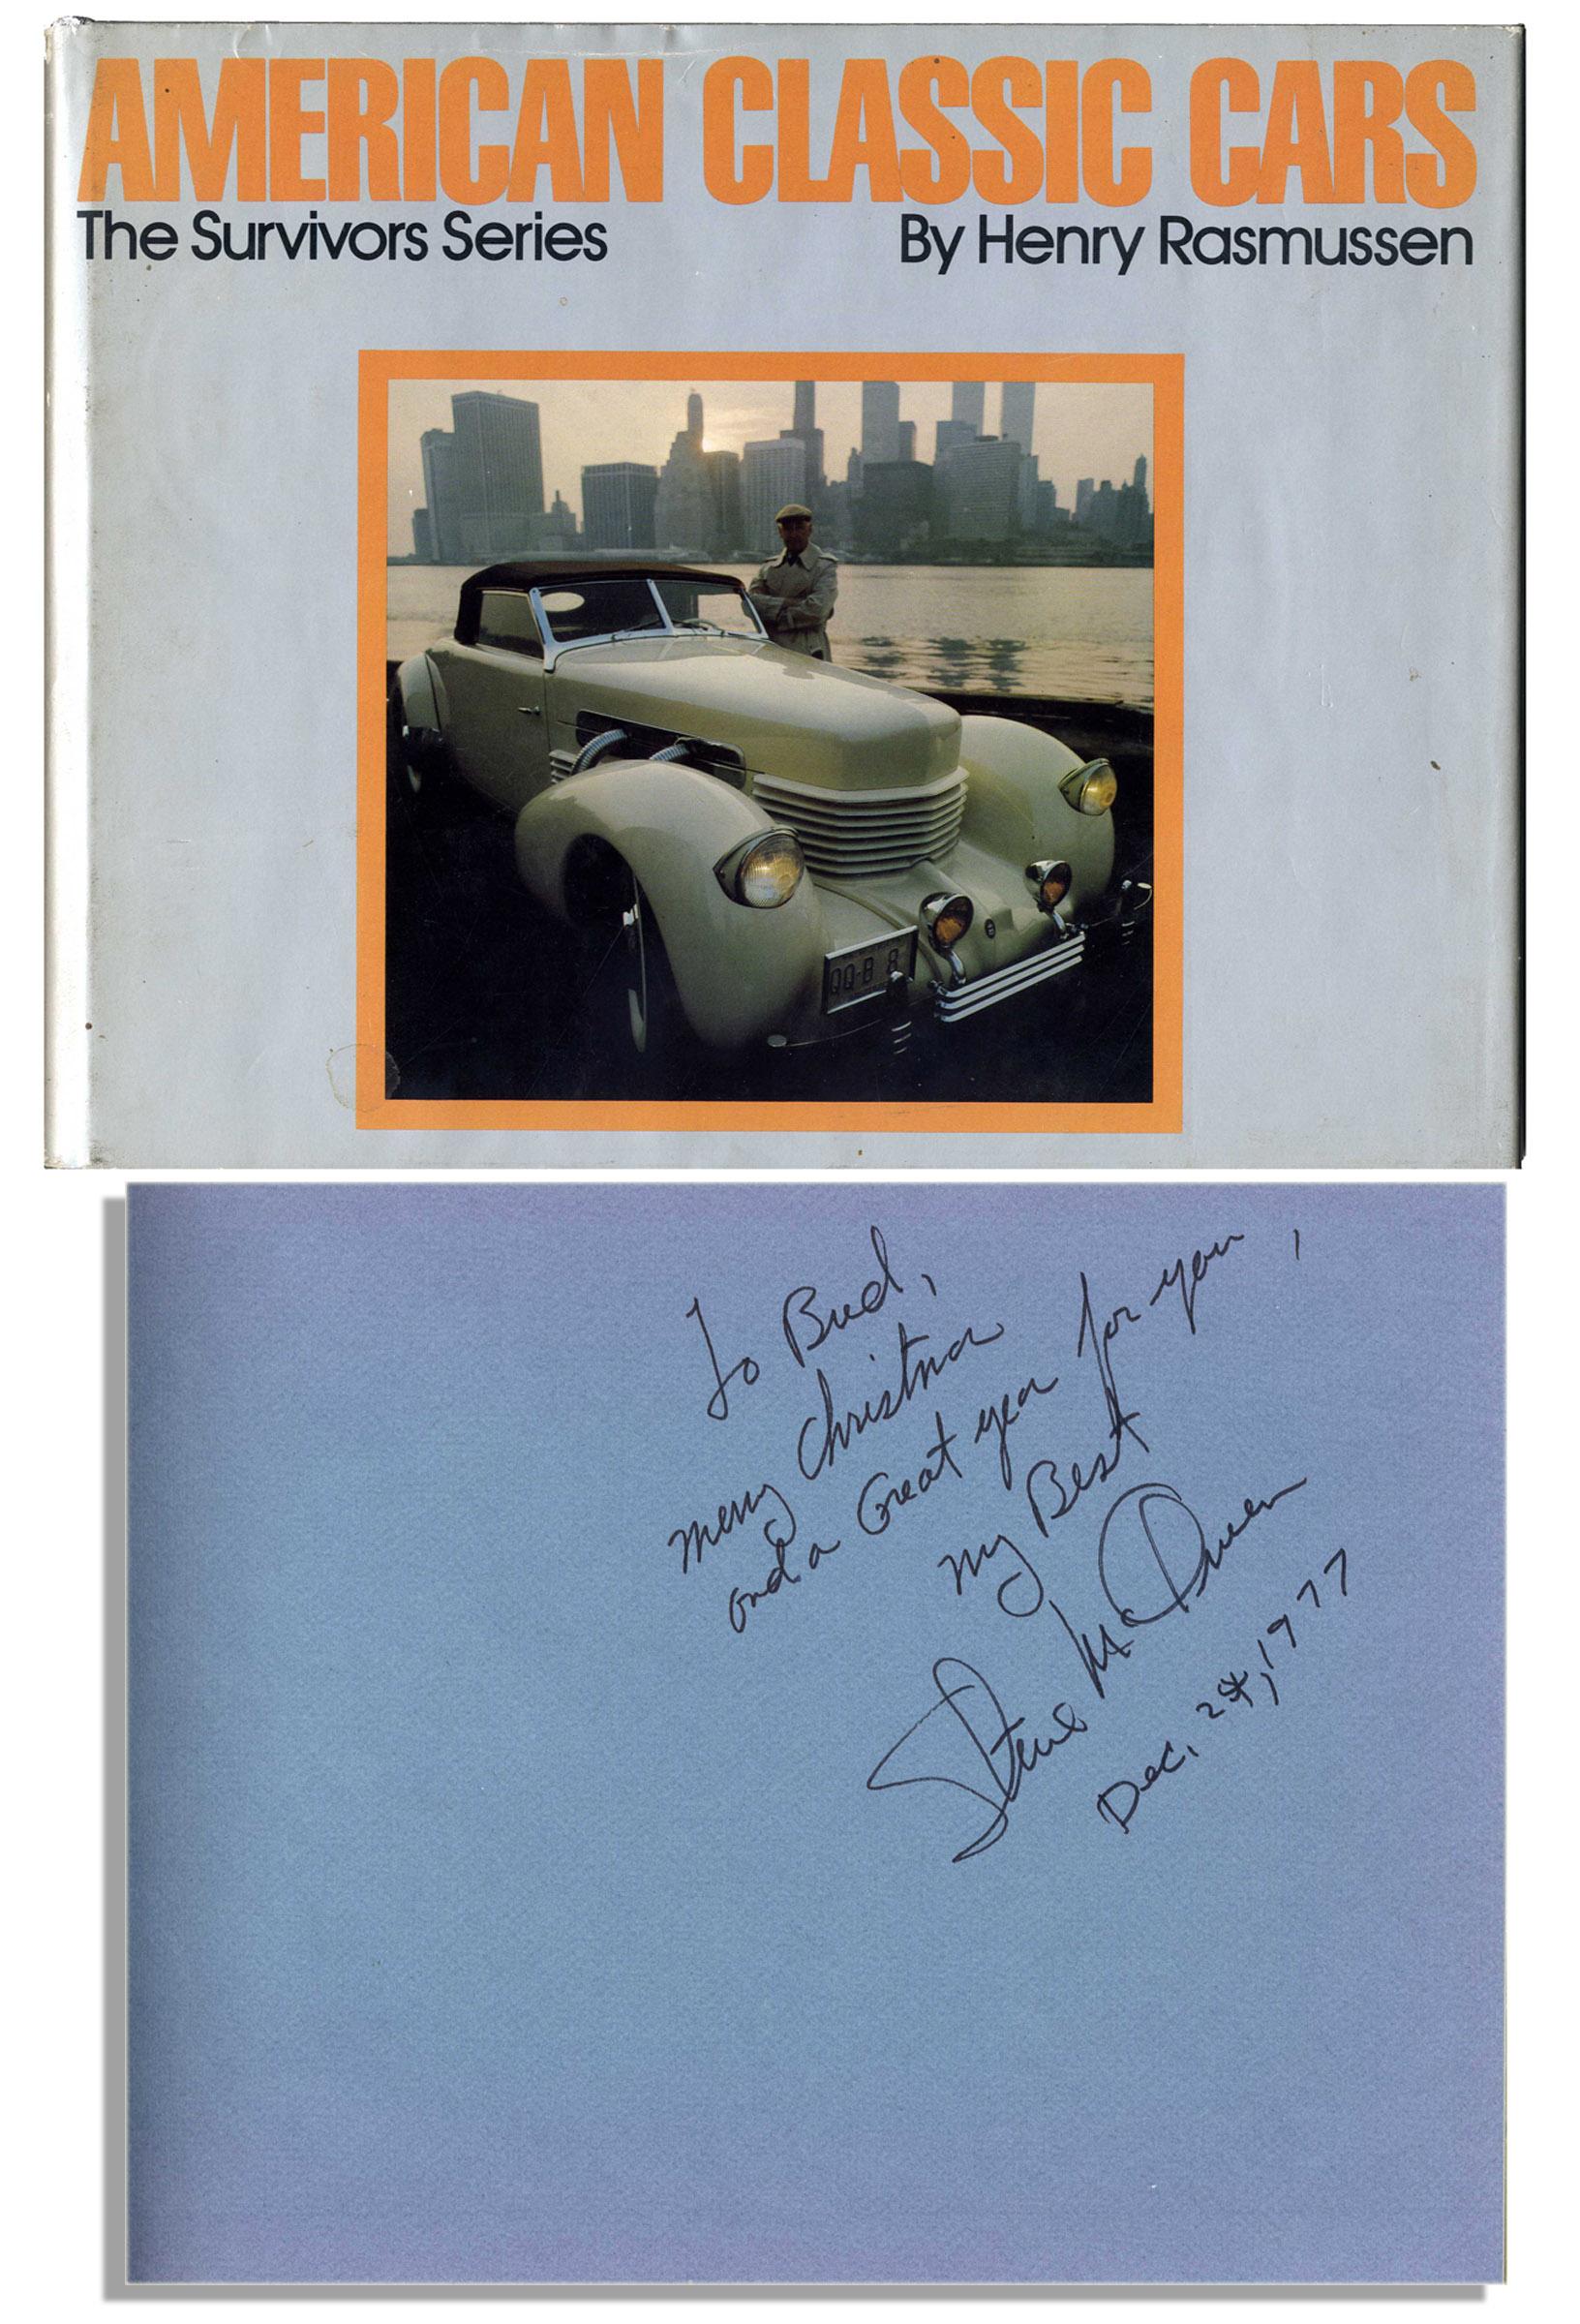 AMERICAN CLASSIC CARS
The Survivors Series By Henry Rasmussen
QQ-B 8
To Bud,
merry Christmas
and a Great year for you,
my Best
Steve McQueen
Dec. 24, 1977